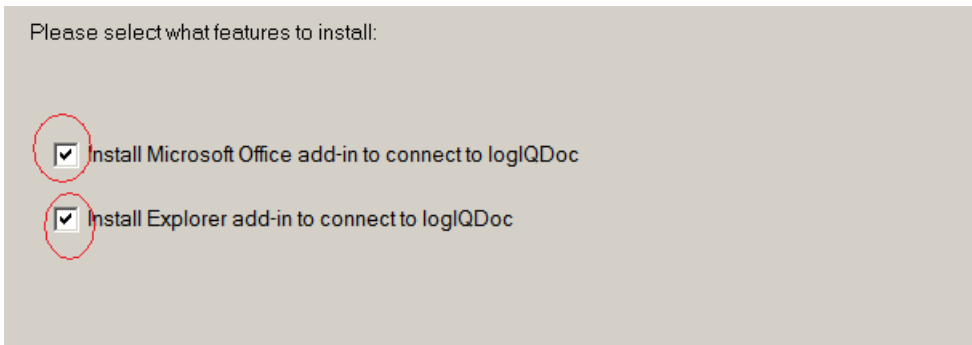 Please select what features to install:
Install Microsoft Office add-in to connect to logIQDoc
Install Explorer add-in to connect to logIQDoc